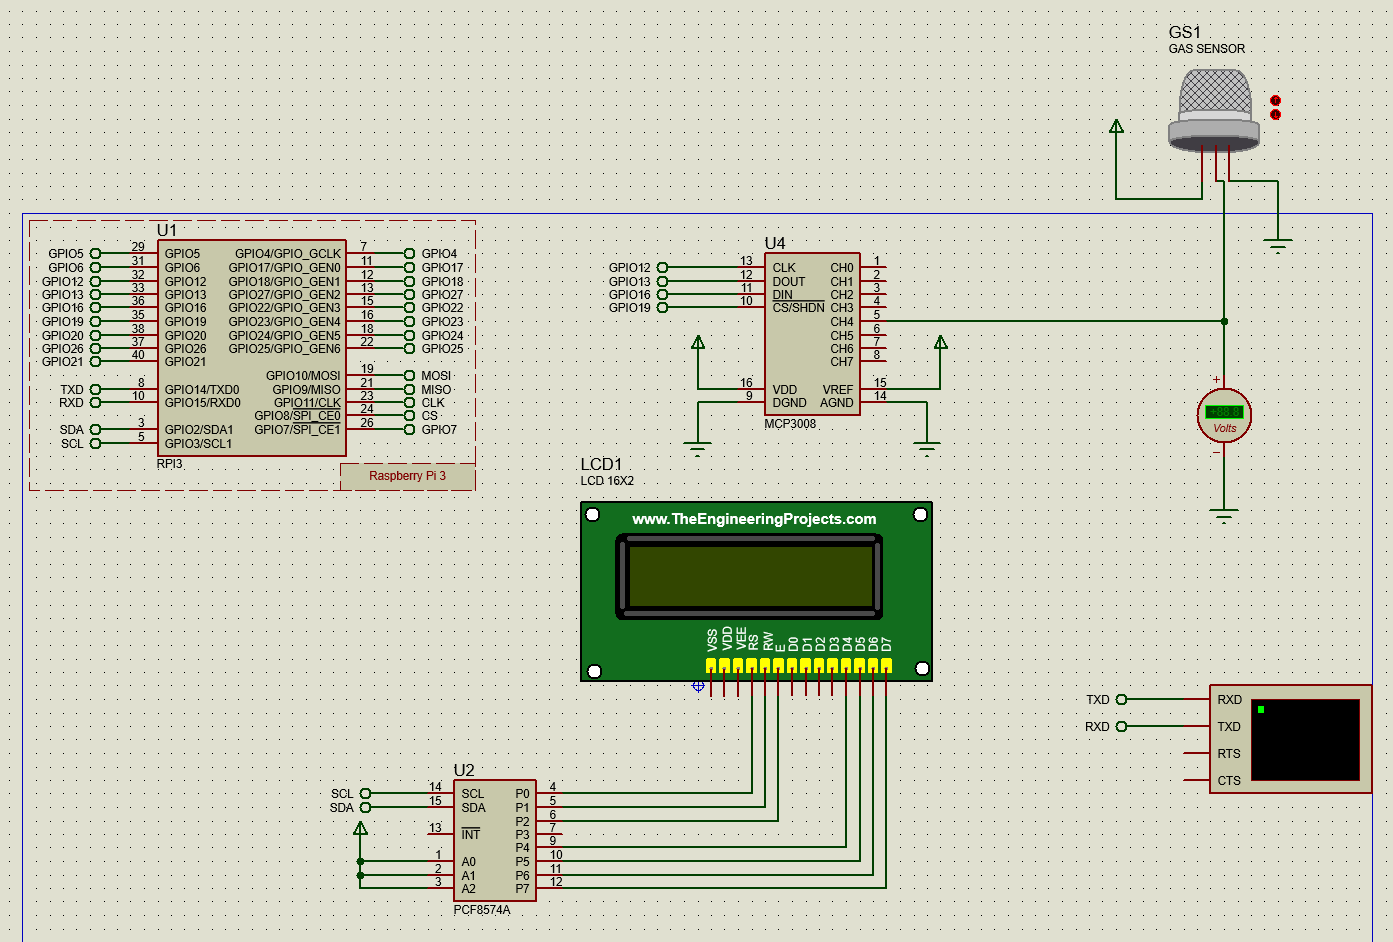 GS1
GAS SENSOR
U1
GPIO5 29 GPIO5 GPIO4/GPIO_GCLK 7 GPIO4
GPIO6 31 GPIO6 GPIO17/GPIO_GEN0 11 GPIO17
GPIO12 32 GPIO12 GPIO18/GPIO_GEN1 12 GPIO18
GPIO13 33 GPIO13 GPIO27/GPIO_GEN2 13 GPIO27
GPIO16 36 GPIO16 GPIO22/GPIO_GEN3 15 GPIO22
GPIO19 35 GPIO19 GPIO23/GPIO_GEN4 16 GPIO23
GPIO20 38 GPIO20 GPIO24/GPIO_GEN5 18 GPIO24
GPIO26 37 GPIO26 GPIO25/GPIO_GEN6 22 GPIO25
GPIO21 40 GPIO21
GPIO10/MOSI 19 MOSI
TXD 8 GPIO14/TXD0 GPIO9/MISO 21 MISO
RXD 10 GPIO15/RXD0 GPIO11/CLK 23 CLK
GPIO8/SPI_CE0 24 CS
SDA 3 GPIO2/SDA1 GPIO7/SPI_CE1 26 GPIO7
SCL 5 GPIO3/SCL1
RPI3
Raspberry Pi 3
U4
GPIO12 13 CLK CH0 1
GPIO13 12 DOUT CH1 2
GPIO16 11 DIN CH2 3
GPIO19 10 CS/SHDN CH3 4
CH4 5
CH5 6
CH6 7
CH7 8
16 VDD VREF 15
9 DGND AGND 14
MCP3008
+
+88.8
Volts
−
LCD1
LCD 16X2
www.TheEngineeringProjects.com
VSS VDD VEE RS RW E D0 D1 D2 D3 D4 D5 D6 D7
TXD RXD
RXD TXD
RTS
CTS
U2
SCL 14 SCL P0 4
SDA 15 SDA P1 5
P2 6
13 INT P3 7
P4 9
1 A0 P5 10
2 A1 P6 11
3 A2 P7 12
PCF8574A